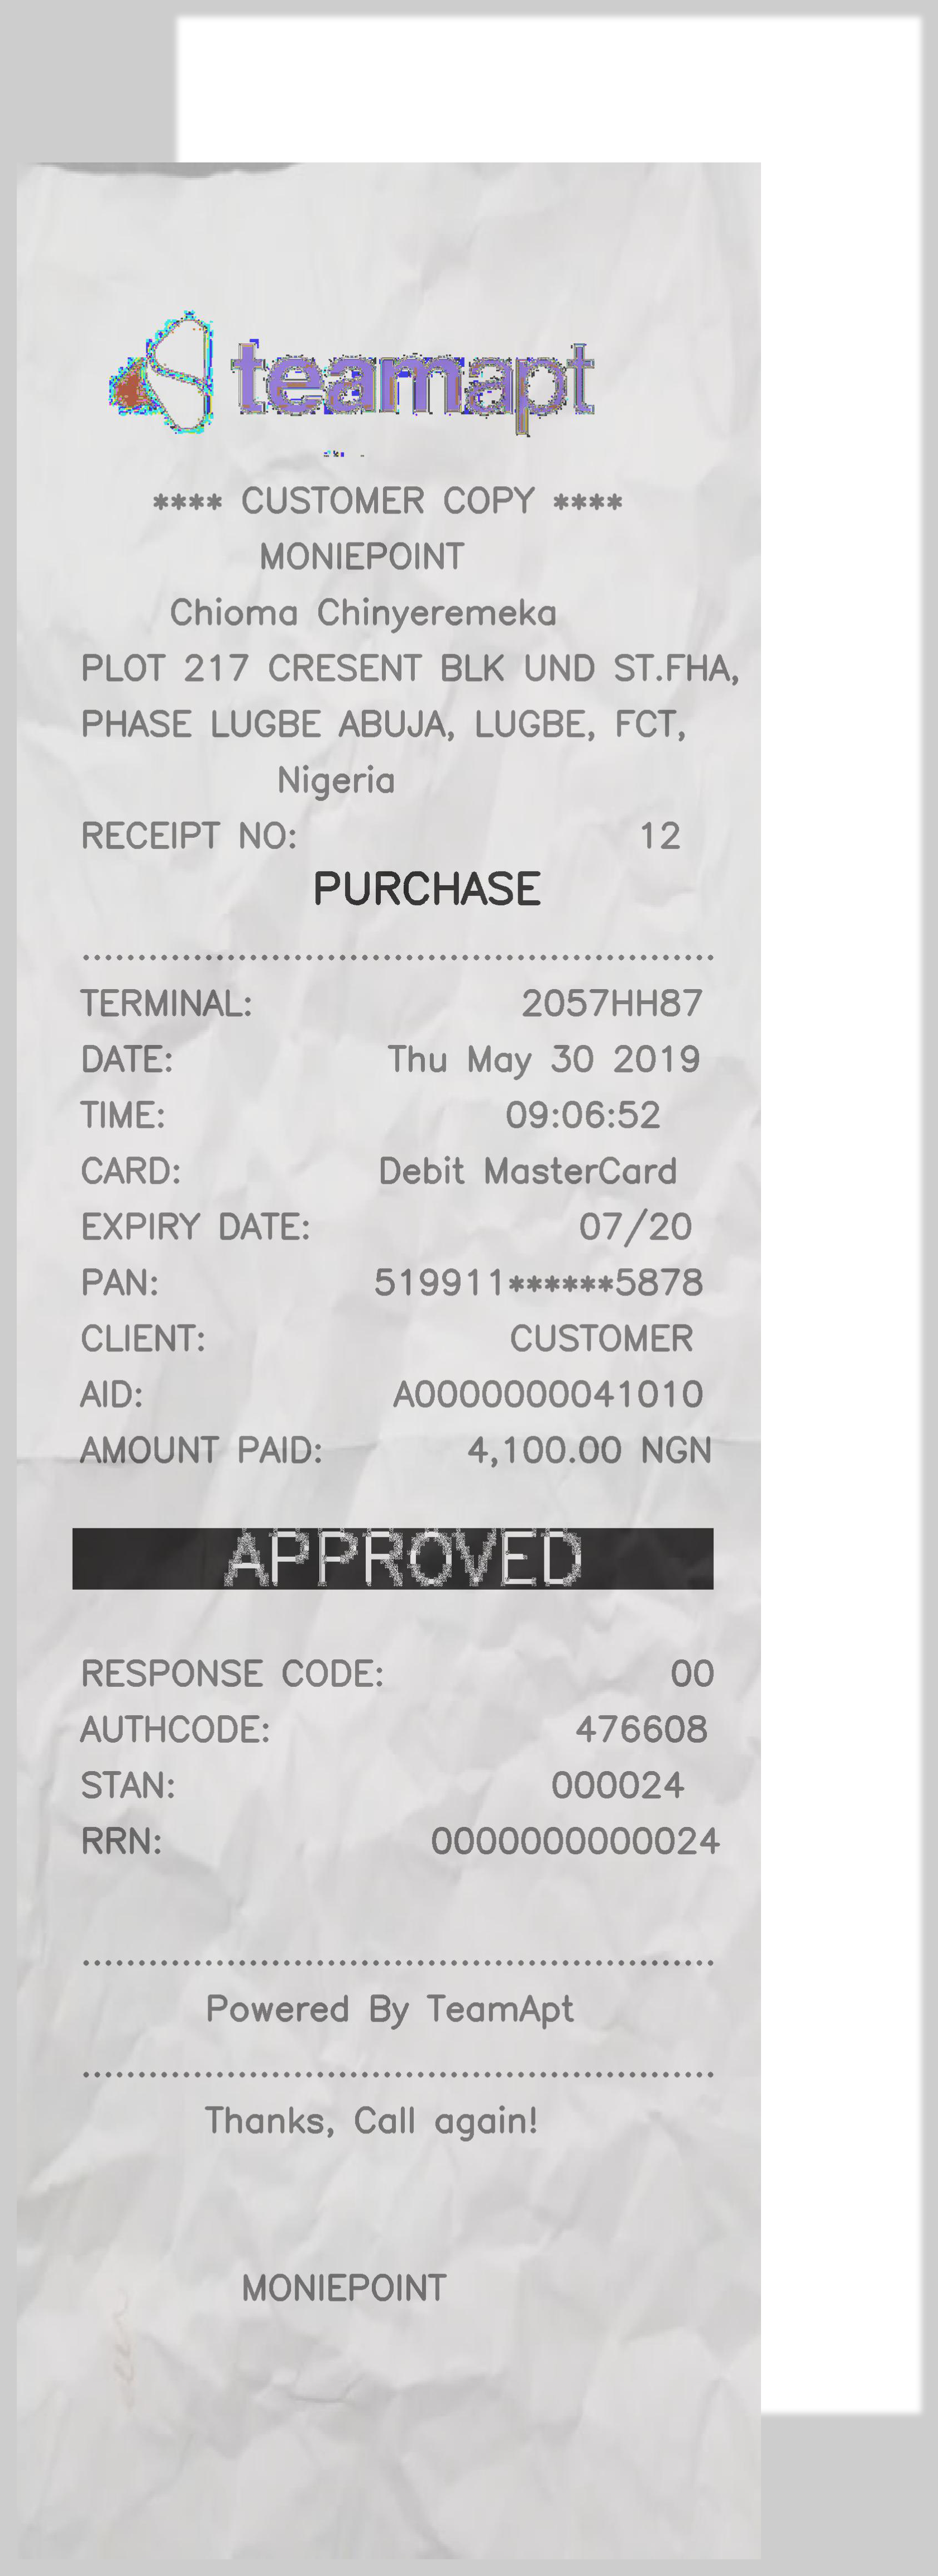 teamapt
**** CUSTOMER COPY ****
MONIEPOINT
Chioma Chinyeremeka
PLOT 217 CRESENT BLK UND ST.FHA,
PHASE LUGBE ABUJA, LUGBE, FCT,
Nigeria
RECEIPT NO: 12
PURCHASE
TERMINAL: 2057HH87
DATE: Thu May 30 2019
TIME: 09:06:52
CARD: Debit MasterCard
EXPIRY DATE: 07/20
PAN: 519911******5878
CLIENT: CUSTOMER
AID: A0000000041010
AMOUNT PAID: 4,100.00 NGN
APPROVED
RESPONSE CODE: 00
AUTHCODE: 476608
STAN: 000024
RRN: 0000000000024
Powered By TeamApt
Thanks, Call again!
MONIEPOINT